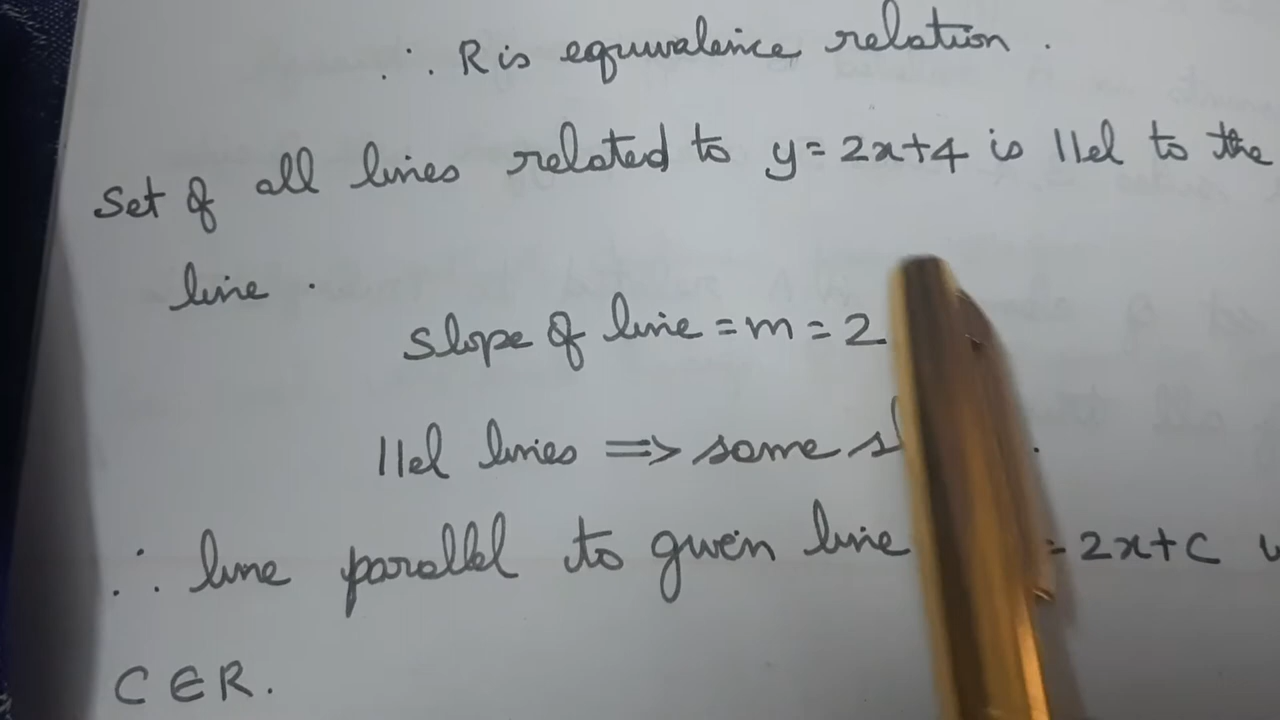 ∴ R is equivalence relation.
Set of all lines related to y = 2x+4 is ||el to the
line.
slope of line = m = 2
||el lines => same
∴ line parallel to given line = 2x+c
C ∈ R.